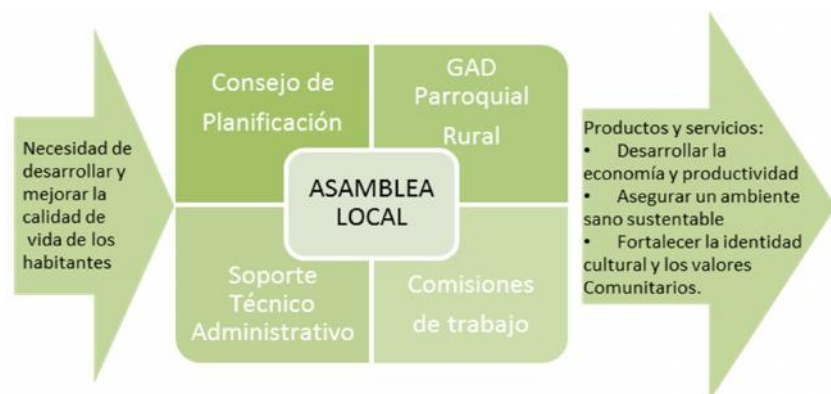 Necesidad de
desarrollar y
mejorar la
calidad de
vida de los
habitantes
Consejo de
Planificación
GAD
Parroquial
Rural
ASAMBLEA
LOCAL
Soporte
Técnico
Administrativo
Comisiones
de trabajo
Productos y servicios:
• Desarrollar la
economía y productividad
• Asegurar un ambiente
sano sustentable
• Fortalecer la identidad
cultural y los valores
Comunitarios.